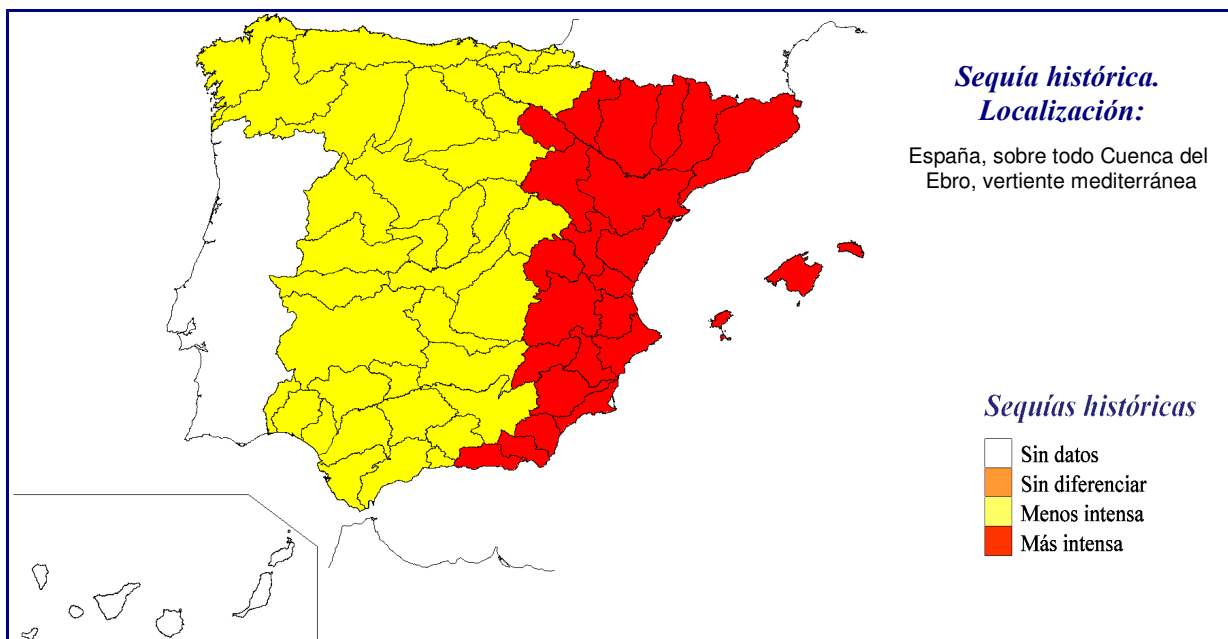 Sequía histórica.
Localización:
España, sobre todo Cuenca del
Ebro, vertiente mediterránea
Sequías históricas
Sin datos
Sin diferenciar
Menos intensa
Más intensa